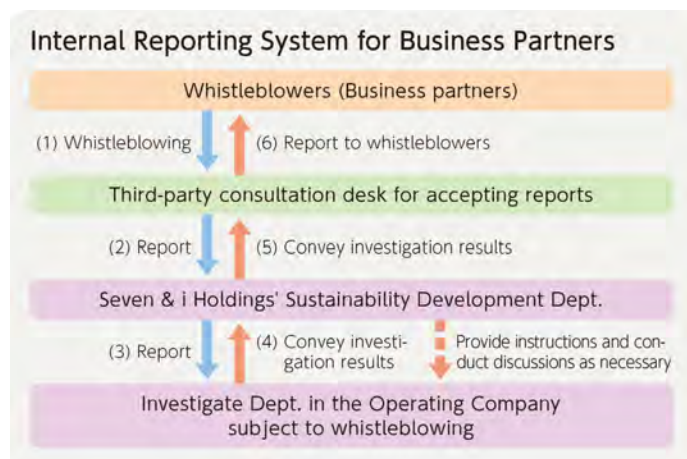 Internal Reporting System for Business Partners
Whistleblowers (Business partners)
(1) Whistleblowing
(6) Report to whistleblowers
Third-party consultation desk for accepting reports
(2) Report
(5) Convey investigation results
Seven & i Holdings' Sustainability Development Dept.
(3) Report
(4) Convey investi-
gation results
Provide instructions and con-
duct discussions as necessary
Investigate Dept. in the Operating Company
subject to whistleblowing